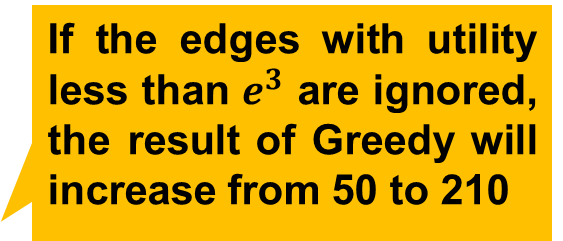 If the edges with utility
less than e³ are ignored,
the result of Greedy will
increase from 50 to 210